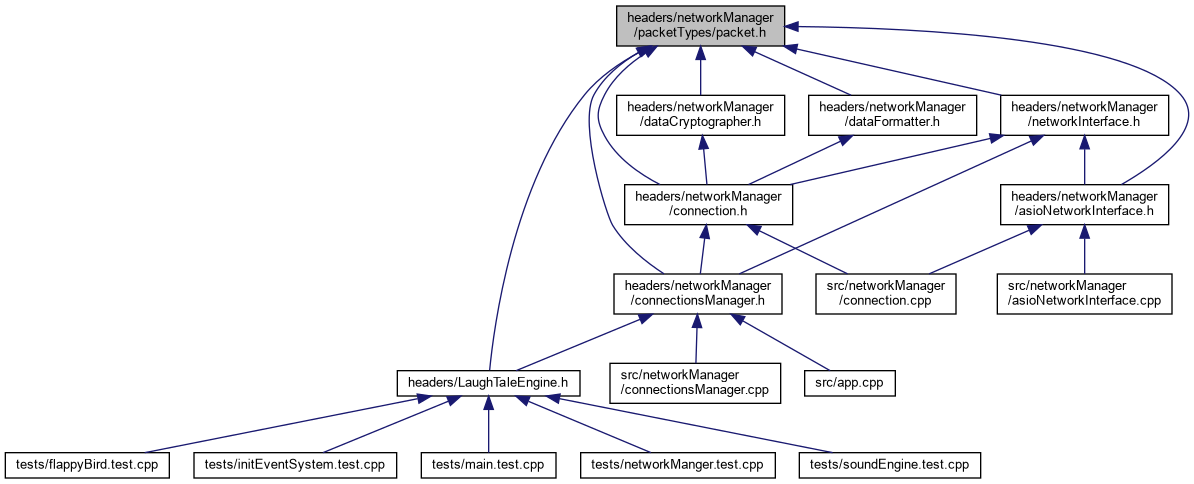 headers/networkManager
/packetTypes/packet.h
headers/networkManager
/dataCryptographer.h
headers/networkManager
/dataFormatter.h
headers/networkManager
/networkInterface.h
headers/networkManager
/connection.h
headers/networkManager
/asioNetworkInterface.h
headers/networkManager
/connectionsManager.h
src/networkManager
/connection.cpp
src/networkManager
/asioNetworkInterface.cpp
headers/LaughTaleEngine.h
src/networkManager
/connectionsManager.cpp
src/app.cpp
tests/flappyBird.test.cpp
tests/initEventSystem.test.cpp
tests/main.test.cpp
tests/networkManger.test.cpp
tests/soundEngine.test.cpp